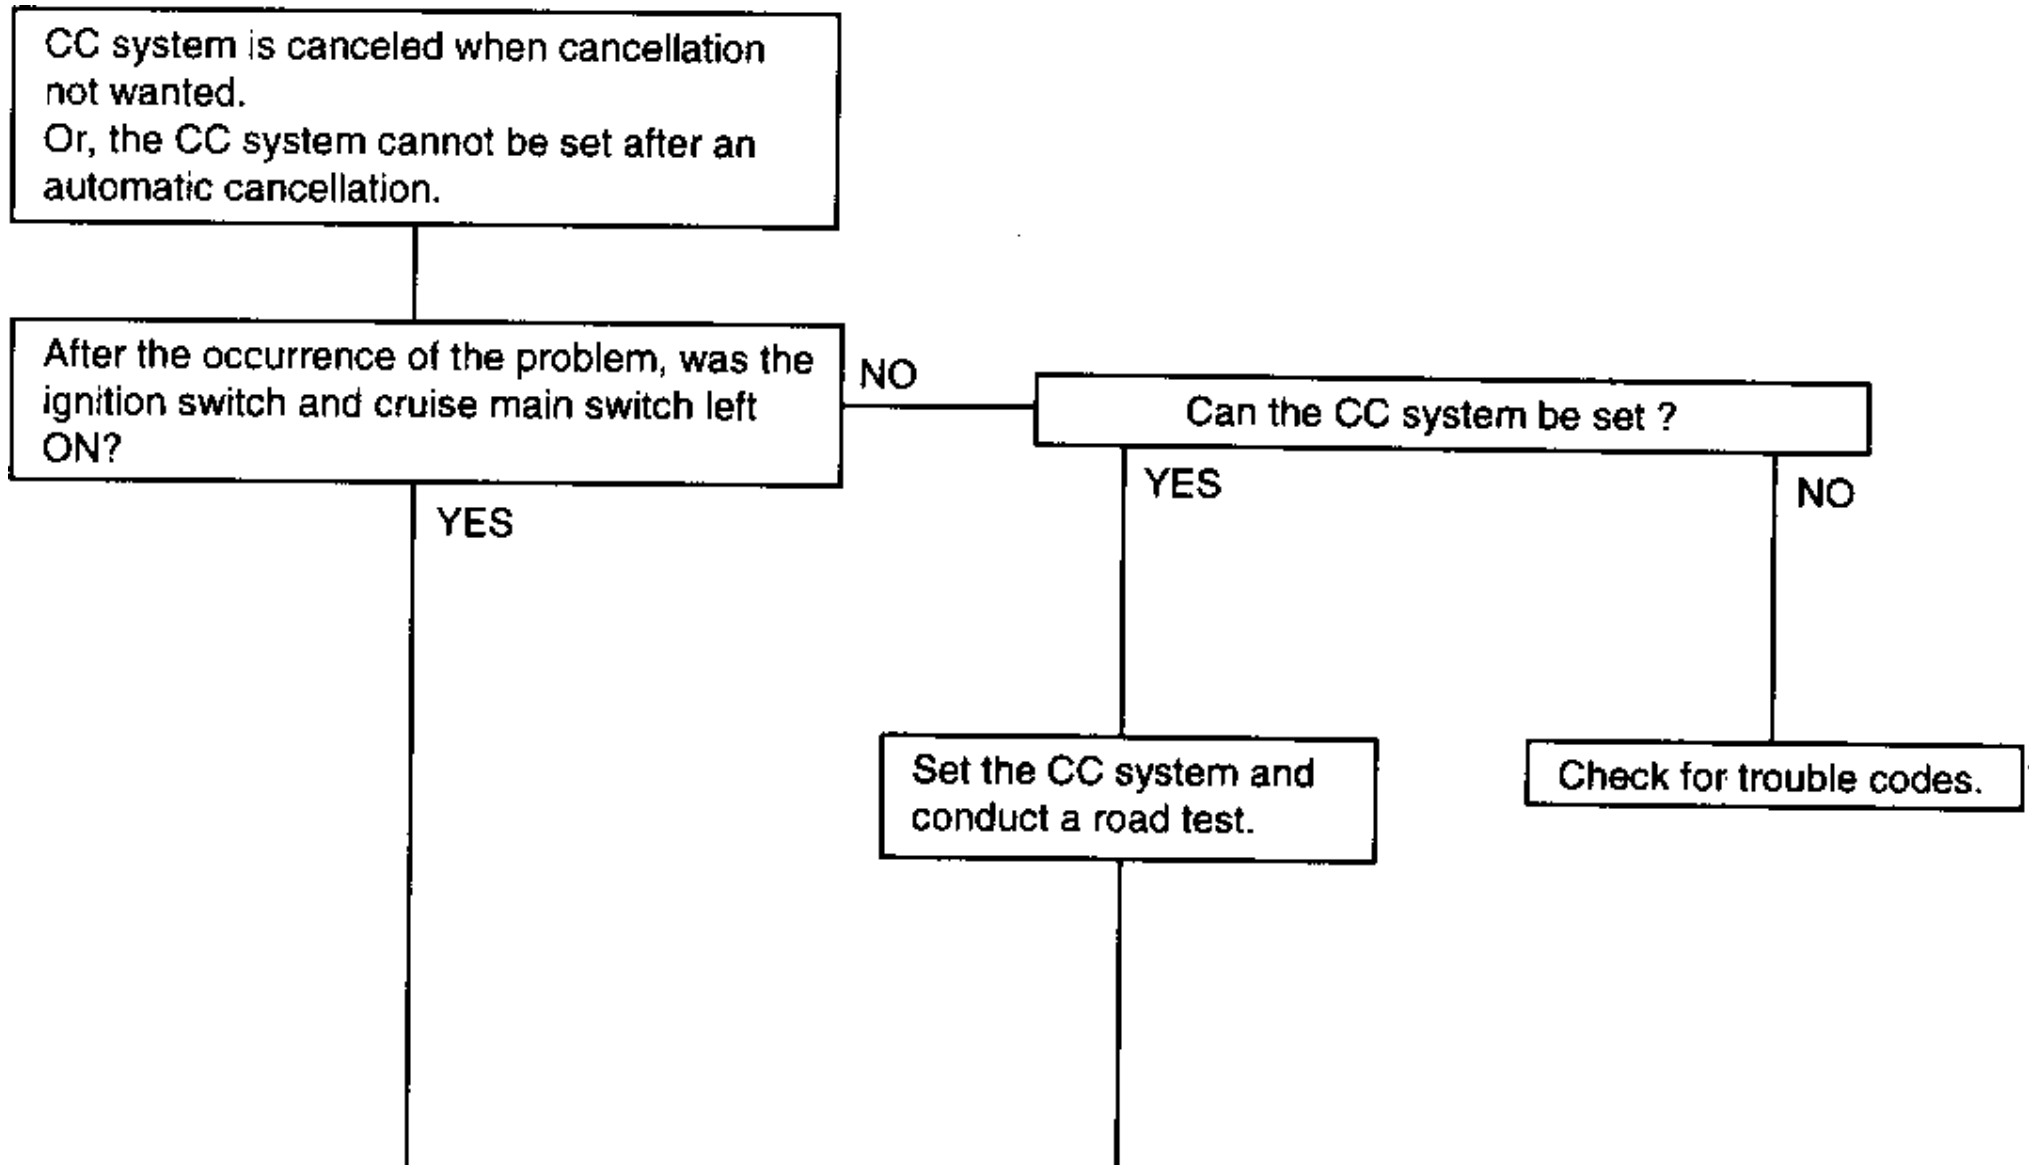 CC system is canceled when cancellation
not wanted.
Or, the CC system cannot be set after an
automatic cancellation.
After the occurrence of the problem, was the
ignition switch and cruise main switch left
ON?
NO
Can the CC system be set ?
YES
YES
NO
Set the CC system and
conduct a road test.
Check for trouble codes.